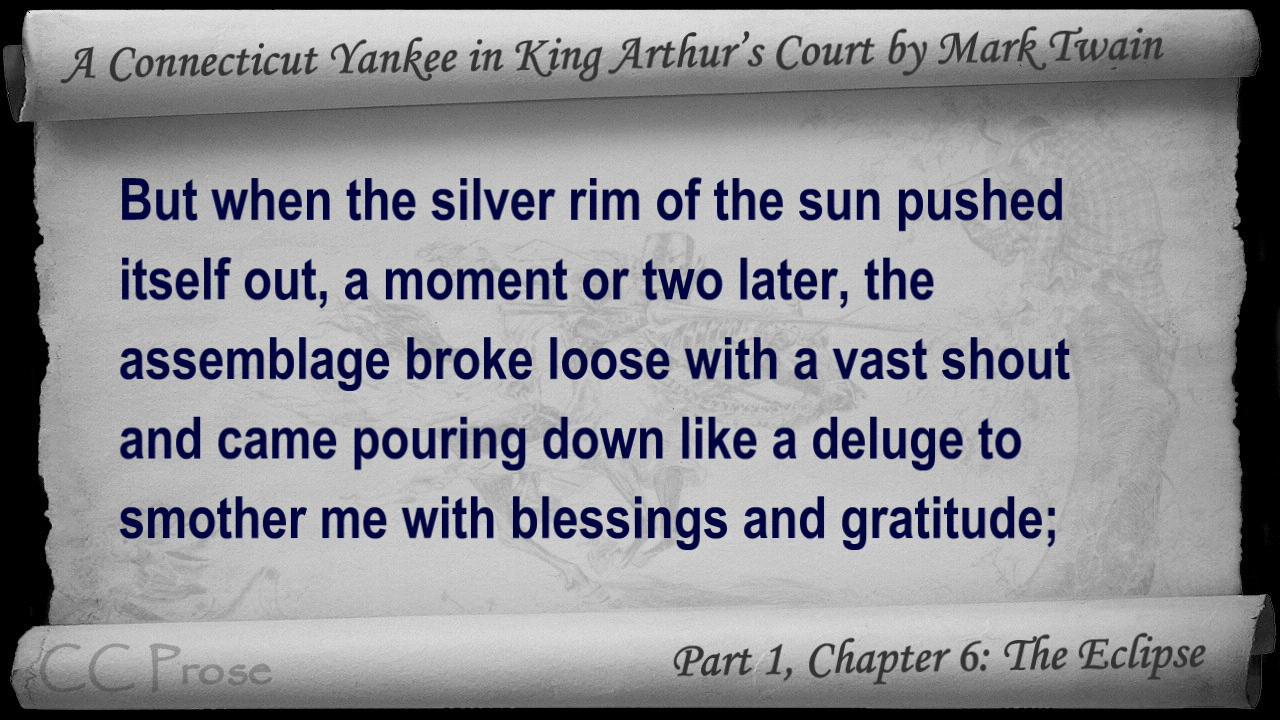 A Connecticut Yankee in King Arthur's Court by Mark Twain
But when the silver rim of the sun pushed
itself out, a moment or two later, the
assemblage broke loose with a vast shout
and came pouring down like a deluge to
smother me with blessings and gratitude;
CC Prose
Part 1, Chapter 6: The Eclipse